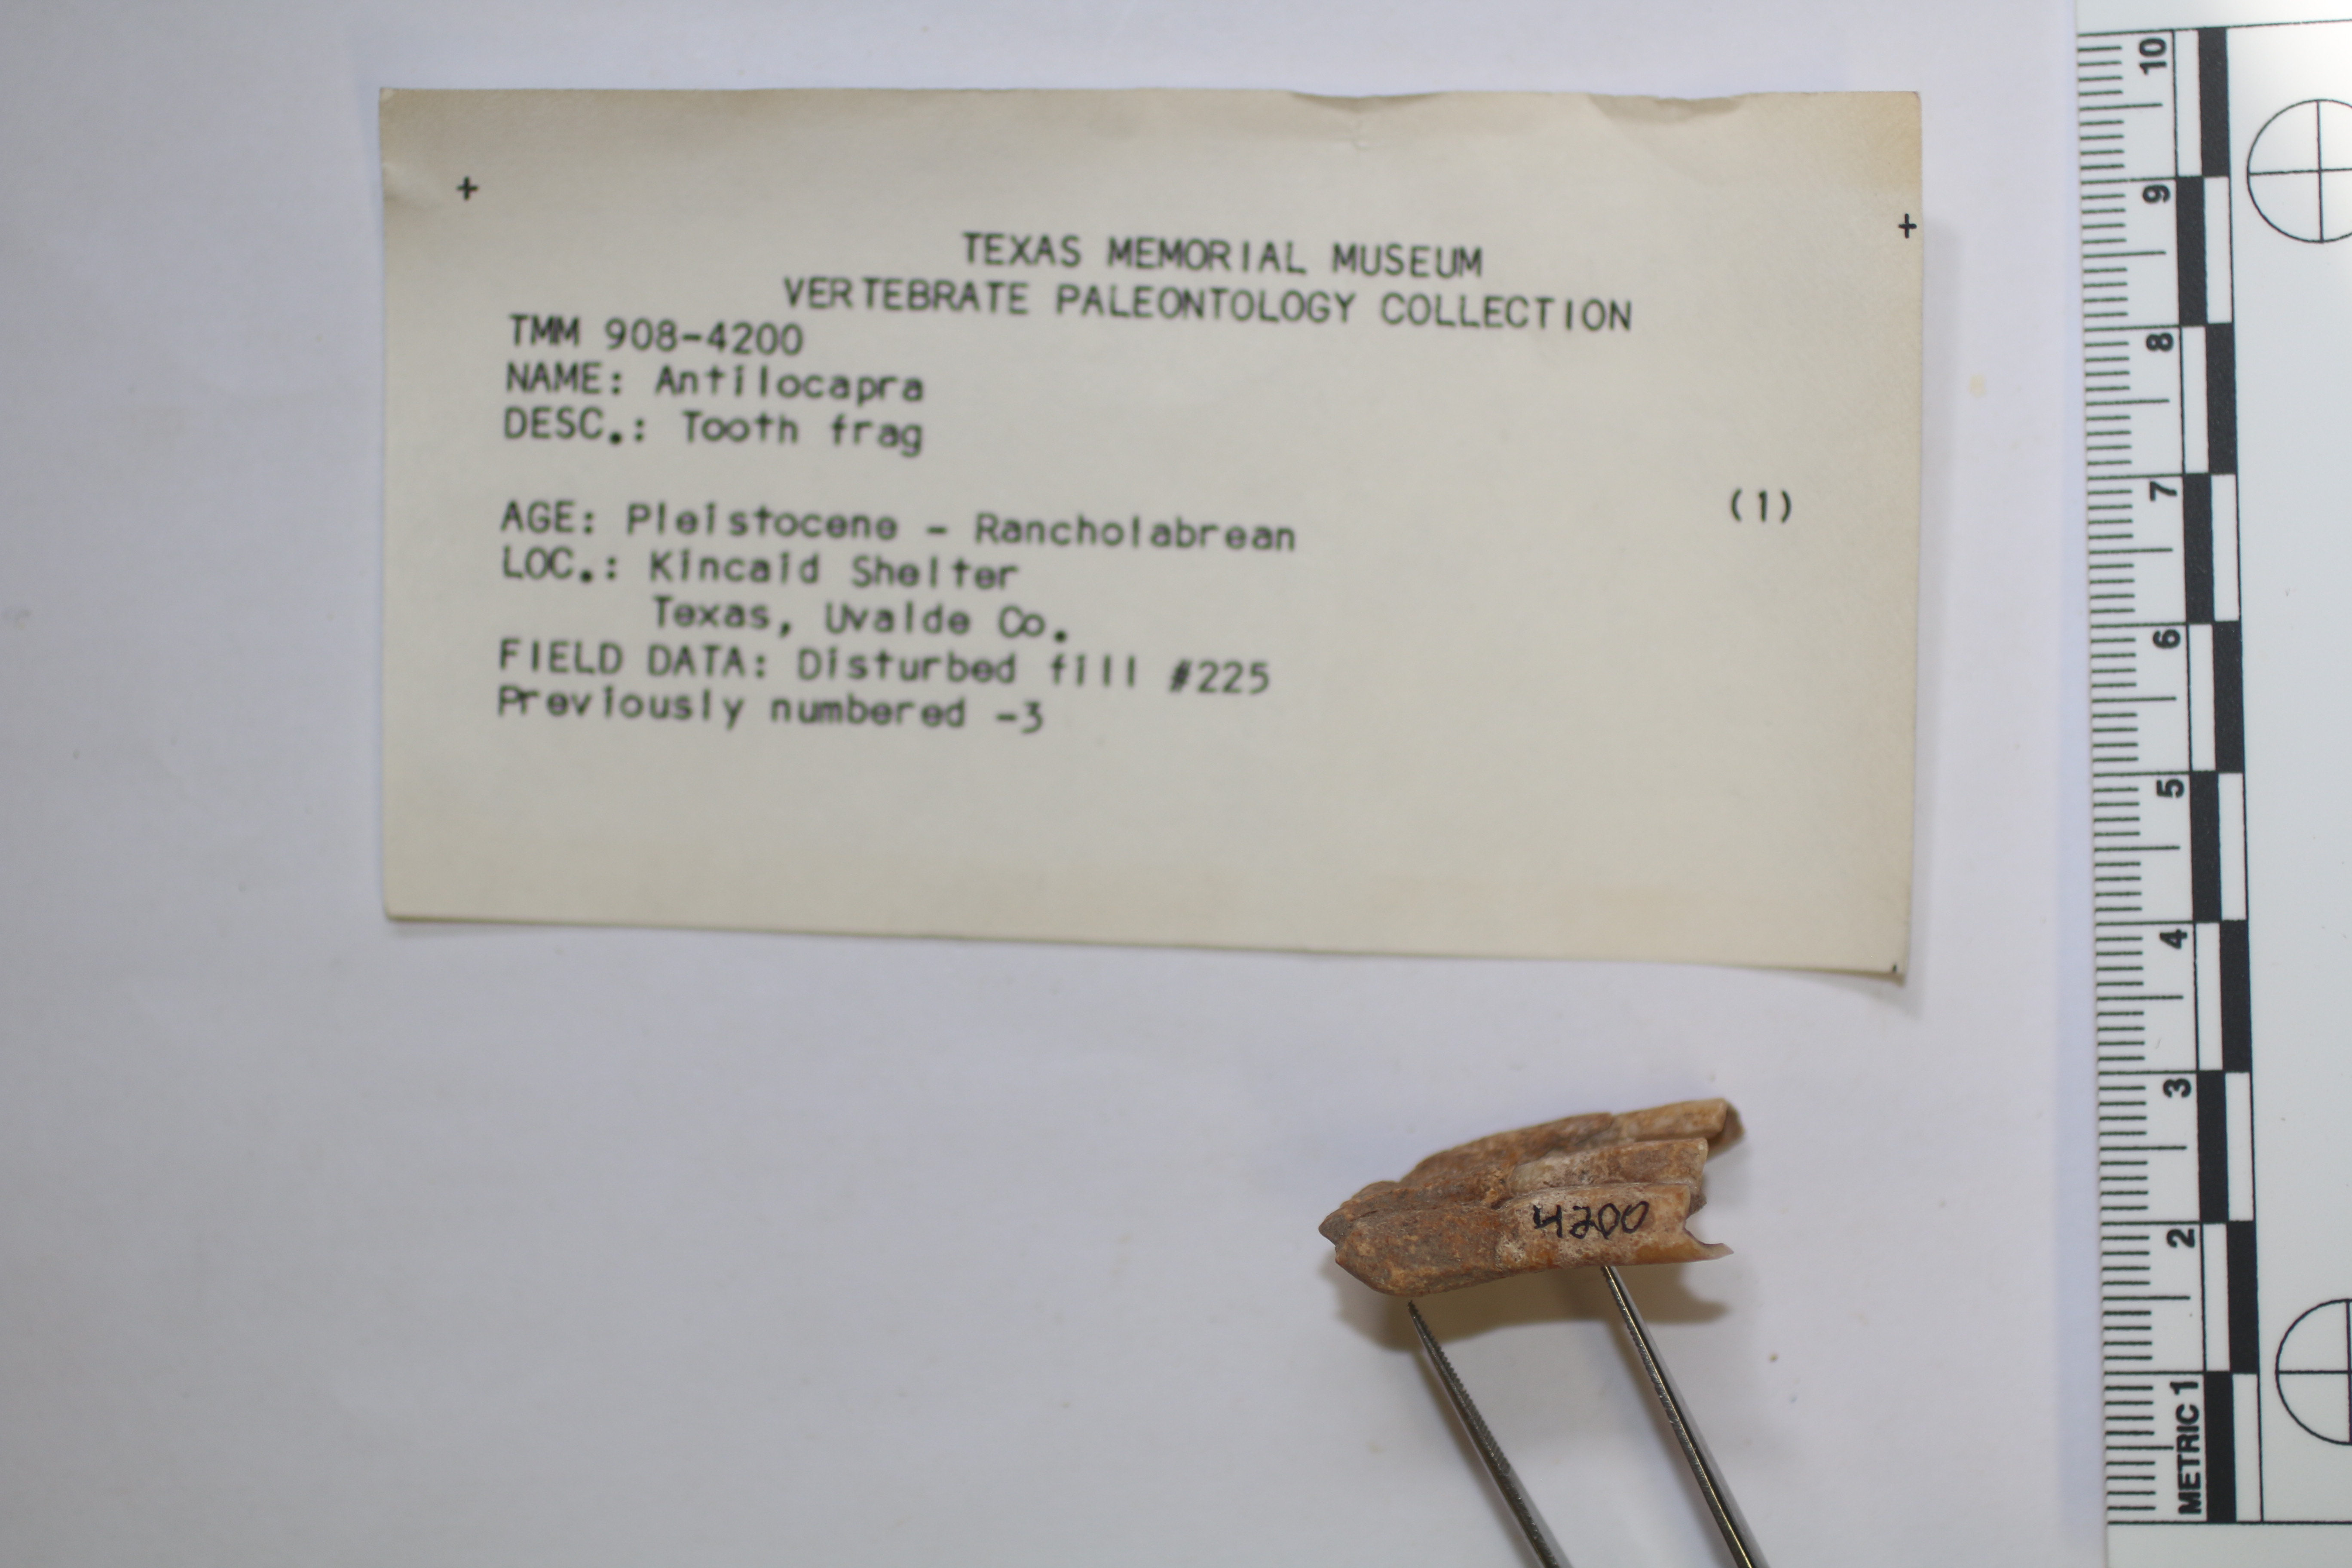 TEXAS MEMORIAL MUSEUM
VERTEBRATE PALEONTOLOGY COLLECTION
TMM 908-4200
NAME: Antilocapra
DESC.: Tooth frag
AGE: Pleistocene - Rancholabrean
(1)
LOC.: Kincaid Shelter
Texas, Uvalde Co.
FIELD DATA: Disturbed fill #225
Previously numbered -3
4200
10
9
8
7
6
5
4
3
2
METRIC 1